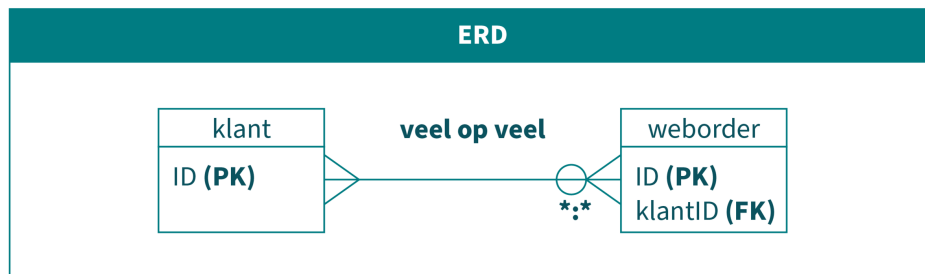 ERD
klant
ID (PK)
veel op veel
*:*
weborder
ID (PK)
klantID (FK)